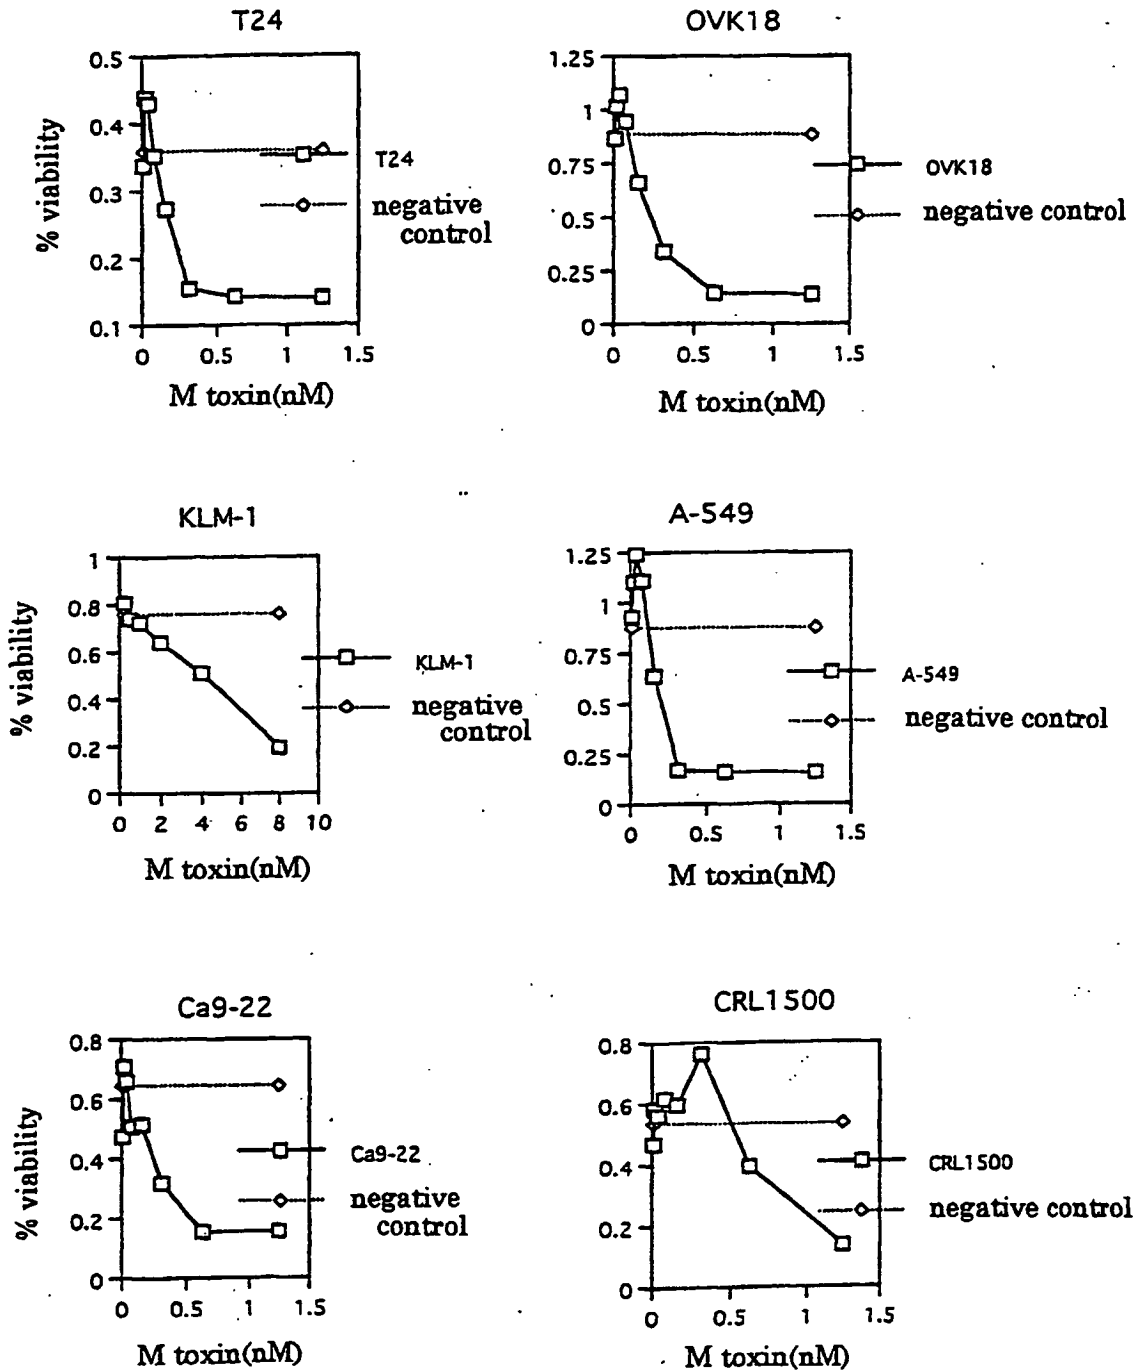 T24
0.5
0.4
0.3
0.2
0.1
% viability
0
0.5
1
1.5
M toxin(nM)
T24
negative
control
OVK18
1.25
1
0.75
0.5
0.25
0
0
0.5
1
1.5
M toxin(nM)
OVK18
negative control
KLM-1
1
0.8
0.6
0.4
0.2
0
% viability
0 2 4 6 8 10
M toxin(nM)
KLM-1
negative
control
A-549
1.25
1
0.75
0.5
0.25
0
0
0.5
1
1.5
M toxin(nM)
A-549
negative control
Ca9-22
0.8
0.6
0.4
0.2
0
% viability
0
0.5
1
1.5
M toxin(nM)
Ca9-22
negative
control
CRL1500
0.8
0.6
0.4
0.2
0
0
0.5
1
1.5
M toxin(nM)
CRL1500
negative control